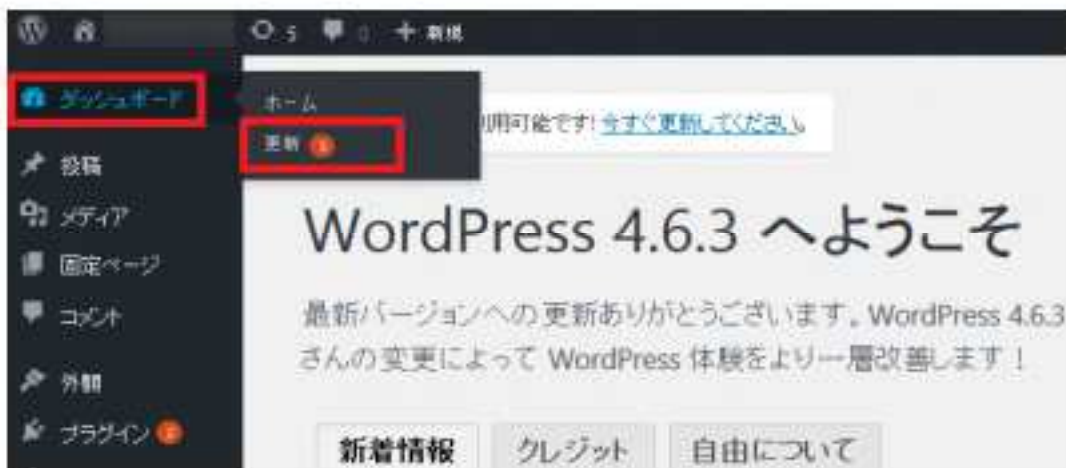 5 0 + 新規
ダッシュボード
ホーム
更新
利用可能です! 今すぐ更新してください。
投稿
メディア
固定ページ
コメント
外観
プラグイン
WordPress 4.6.3 へようこそ
最新バージョンへの更新ありがとうございます。WordPress 4.6.3
さんの変更によって WordPress 体験をより一層改善します！
新着情報 クレジット 自由について